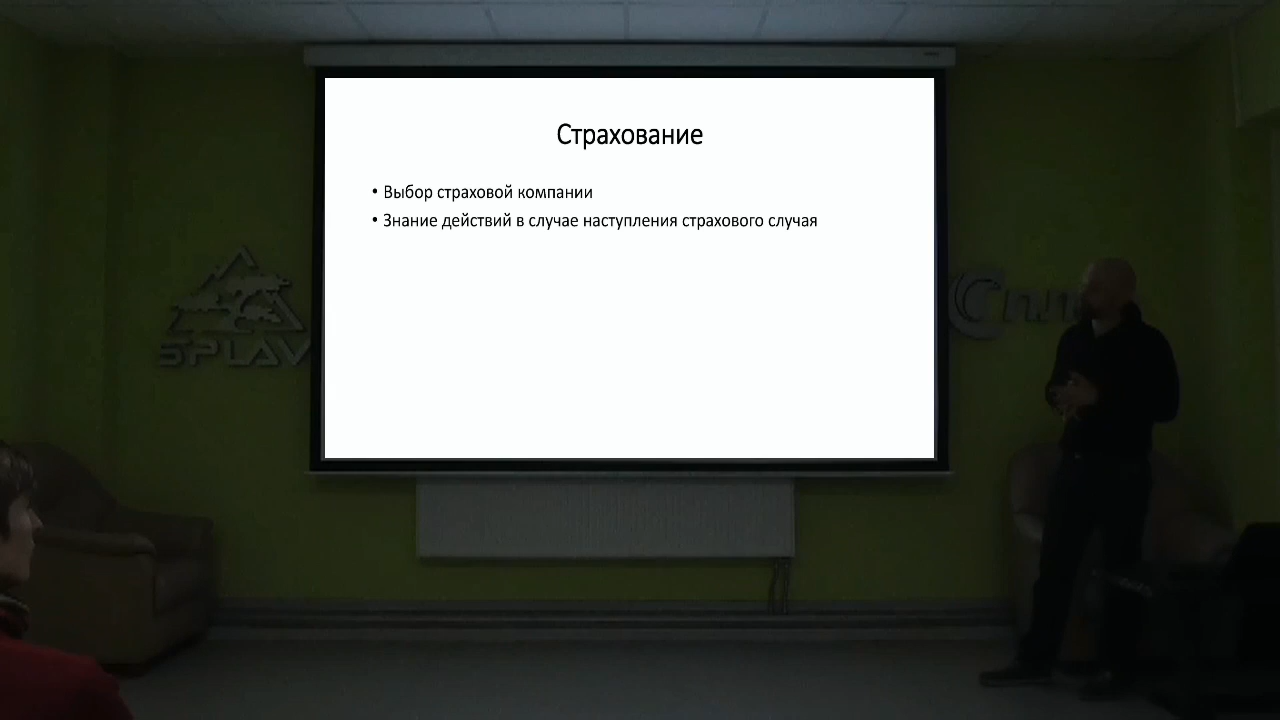 Страхование
• Выбор страховой компании
• Знание действий в случае наступления страхового случая
SPLAV